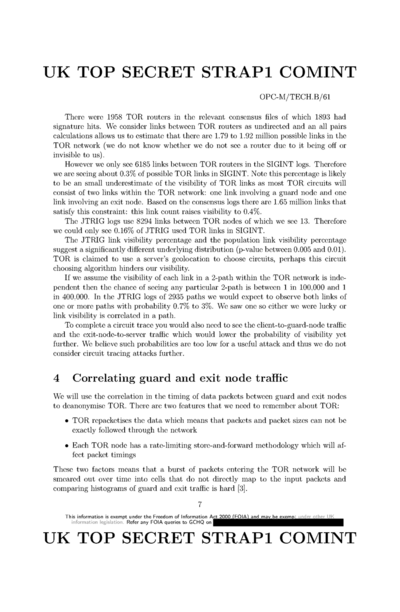 UK TOP SECRET STRAP1 COMINT
OPC-M/TECH.B/61
There were 1958 TOR routers in the relevant consensus files of which 1893 had
signature hits. We consider links between TOR routers as undirected and an all pairs
calculations allows us to estimate that there are 1.79 to 1.92 million possible links in the
TOR network (we do not know whether we do not see a router due to it being off or
invisible to us).
However we only see 6185 links between TOR routers in the SIGINT logs. Therefore
we are seeing about 0.3% of possible TOR links in SIGINT. Note this percentage is likely
to be an small underestimate of the visibility of TOR links as most TOR circuits will
consist of two links within the TOR network: one link involving a guard node and one
link involving an exit node. Based on the consensus logs there are 1.65 million links that
satisfy this constraint: this link count raises visibility to 0.4%.
The JTRIG logs use 8294 links between TOR nodes of which we see 13. Therefore
we could only see 0.16% of JTRIG used TOR links in SIGINT.
The JTRIG link visibility percentage and the population link visibility percentage
suggest a significantly different underlying distribution (p-value between 0.005 and 0.01).
TOR is claimed to use a server's geolocation to choose circuits, perhaps this circuit
choosing algorithm hinders our visibility.
If we assume the visibility of each link in a 2-path within the TOR network is inde-
pendent then the chance of seeing any particular 2-path is between 1 in 100,000 and 1
in 400,000. In the JTRIG logs of 2935 paths we would expect to observe both links of
one or more paths with probability 0.7% to 3%. We saw one so either we were lucky or
link visibility is correlated in a path.
To complete a circuit trace you would also need to see the client-to-guard-node traffic
and the exit-node-to-server traffic which would lower the probability of visibility yet
further. We believe such probabilities are too low for a useful attack and thus we do not
consider circuit tracing attacks further.
4 Correlating guard and exit node traffic
We will use the correlation in the timing of data packets between guard and exit nodes
to deanonymise TOR. There are two features that we need to remember about TOR:
• TOR repacketises the data which means that packets and packet sizes can not be
exactly followed through the network
• Each TOR node has a rate-limiting store-and-forward methodology which will af-
fect packet timings
These two factors means that a burst of packets entering the TOR network will be
smeared out over time into cells that do not directly map to the input packets and
comparing histograms of guard and exit traffic is hard [3].
7
This information is exempt under the Freedom of Information Act 2000 (FOIA) and may be exempt under other UK
information legislation. Refer any FOIA queries to GCHQ on
UK TOP SECRET STRAP1 COMINT